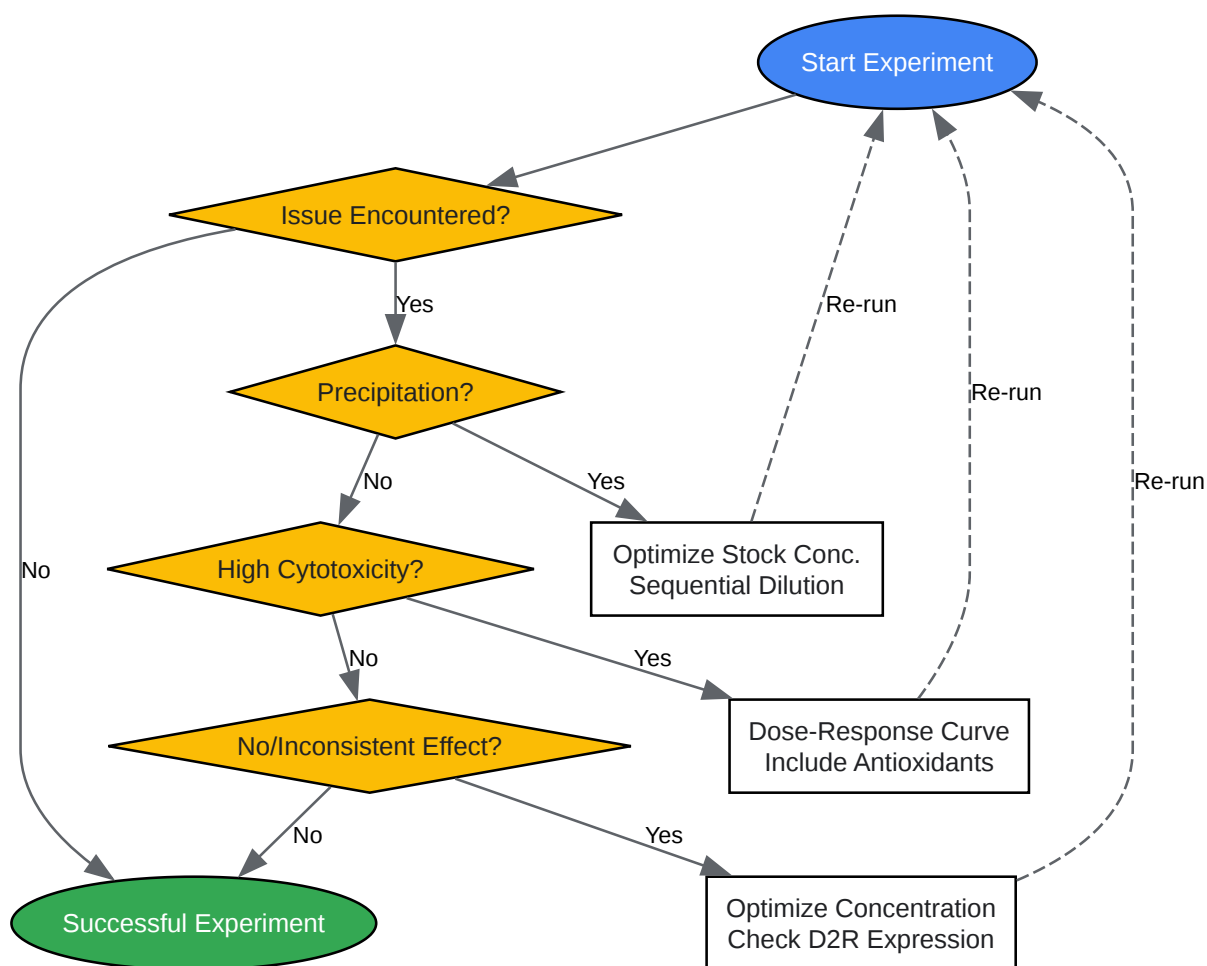 Start Experiment
Issue Encountered?
Yes
Re-run
Precipitation?
Re-run
No
Yes
Re-run
Optimize Stock Conc.
Sequential Dilution
High Cytotoxicity?
No
No
Yes
Dose-Response Curve
Include Antioxidants
No/Inconsistent Effect?
No
Yes
Successful Experiment
Optimize Concentration
Check D2R Expression